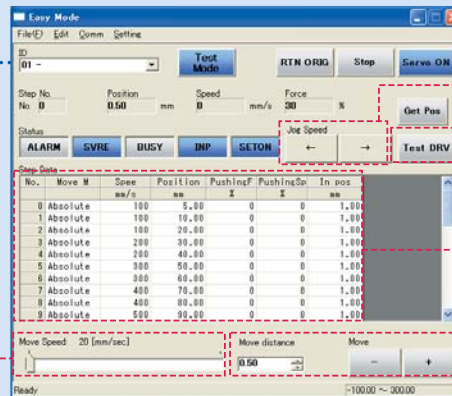 Easy Mode
File(F) Edit Comm Setting
ID
01 -
Test Mode
RTN ORIG Stop Servo ON
Step No. Position Speed Force
No. 0 0.50 mm 0 mm/s 30 %
Get Pos
Status
Jog Speed
ALARM SVRE BUSY INP SETON ← → Test DRV
Step Data
No. Move M Spee Position PushingF PushingSp In pos
mm/s mm % % mm
0 Absolute 100 5.00 0 0 1.00
1 Absolute 100 10.00 0 0 1.00
2 Absolute 100 20.00 0 0 1.00
3 Absolute 200 30.00 0 0 1.00
4 Absolute 200 40.00 0 0 1.00
5 Absolute 300 50.00 0 0 1.00
6 Absolute 300 60.00 0 0 1.00
7 Absolute 400 70.00 0 0 1.00
8 Absolute 400 80.00 0 0 1.00
9 Absolute 500 90.00 0 0 1.00
Move Speed 20 [mm/sec] Move distance Move
0.50 - +
Ready -100.00 ~ 300.00